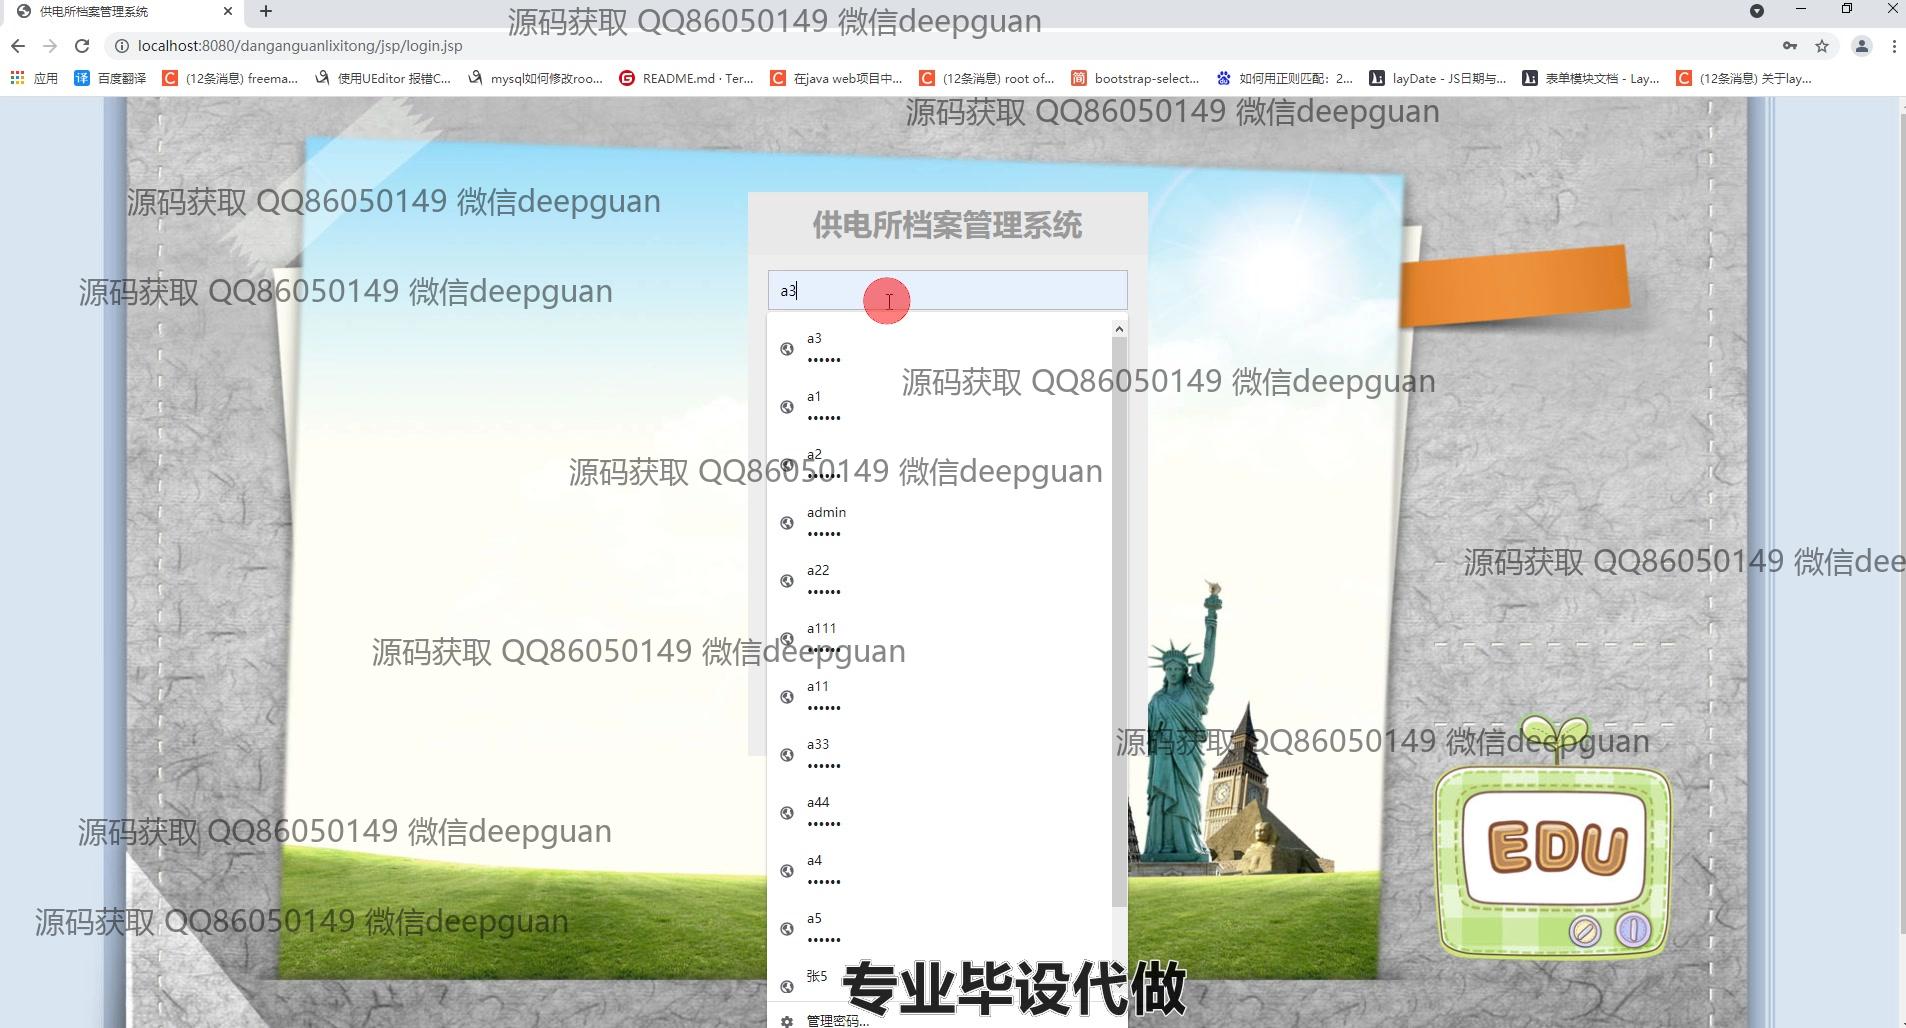 供电所档案管理系统
源码获取 QQ86050149 微信deepguan
localhost:8080/danganguanlixitong/jsp/login.jsp
应用 百度翻译 (12条消息) freema... 使用UEditor 报错C... mysql如何修改roo... README.md · Ter... 在java web项目中... (12条消息) root of... bootstrap-select... 如何用正则匹配：2... layDate - JS日期与... 表单模块文档 - Lay... (12条消息) 关于lay...
源码获取 QQ86050149 微信deepguan
源码获取 QQ86050149 微信deepguan
供电所档案管理系统
源码获取 QQ86050149 微信deepguan
a3
a3
••••••
源码获取 QQ86050149 微信deepguan
a1
••••••
a2
••••••
源码获取 QQ86050149 微信deepguan
admin
••••••
源码获取 QQ86050149 微信dee
a22
••••••
a111
••••••
源码获取 QQ86050149 微信deepguan
a11
••••••
a33
••••••
源码获取 QQ86050149 微信deepguan
a44
••••••
源码获取 QQ86050149 微信deepguan
EDU
a4
••••••
a5
••••••
源码获取 QQ86050149 微信deepguan
张5
专业毕设代做
管理密码...